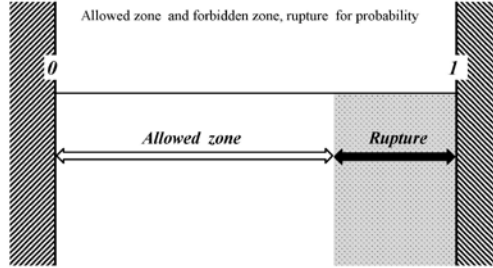 Allowed zone and forbidden zone, rupture for probability
0 1
Allowed zone Rupture